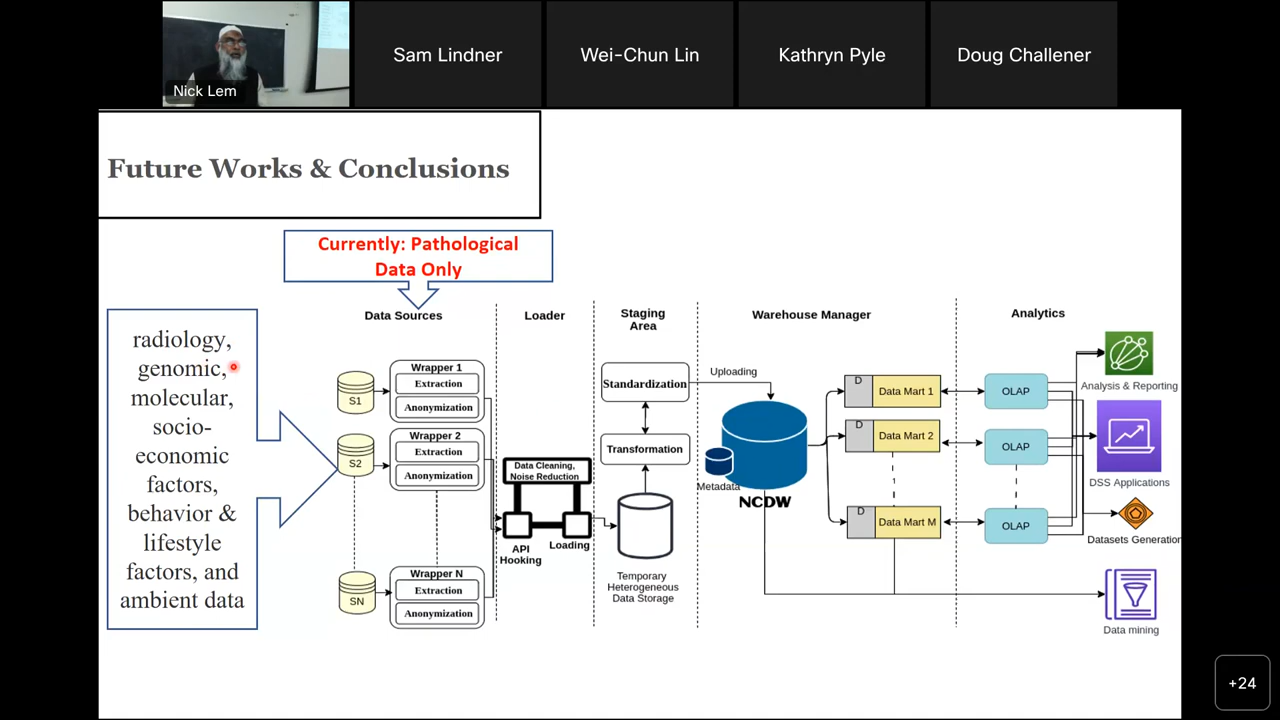 Nick Lem
Sam Lindner
Wei-Chun Lin
Kathryn Pyle
Doug Challener
Future Works & Conclusions
Currently: Pathological
Data Only
radiology,
genomic,
molecular,
socio-
economic
factors,
behavior &
lifestyle
factors, and
ambient data
Data Sources
S1
S2
SN
Wrapper 1
Extraction
Anonymization
Wrapper 2
Extraction
Anonymization
Wrapper N
Extraction
Anonymization
Loader
Data Cleaning,
Noise Reduction
API
Hooking
Loading
Staging
Area
Standardization
Transformation
Temporary
Heterogeneous
Data Storage
Warehouse Manager
Uploading
Metadata
NCDW
D
Data Mart 1
D
Data Mart 2
D
Data Mart M
Analytics
OLAP
OLAP
OLAP
Analysis & Reporting
DSS Applications
Datasets Generation
Data mining
+24